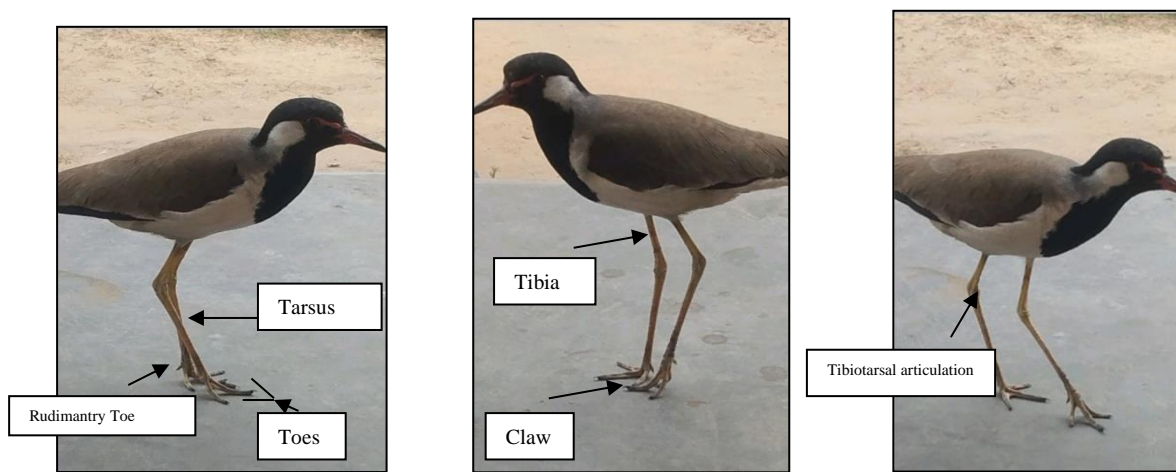 Tarsus
Rudimantry Toe
Toes
Tibia
Claw
Tibiotarsal articulation